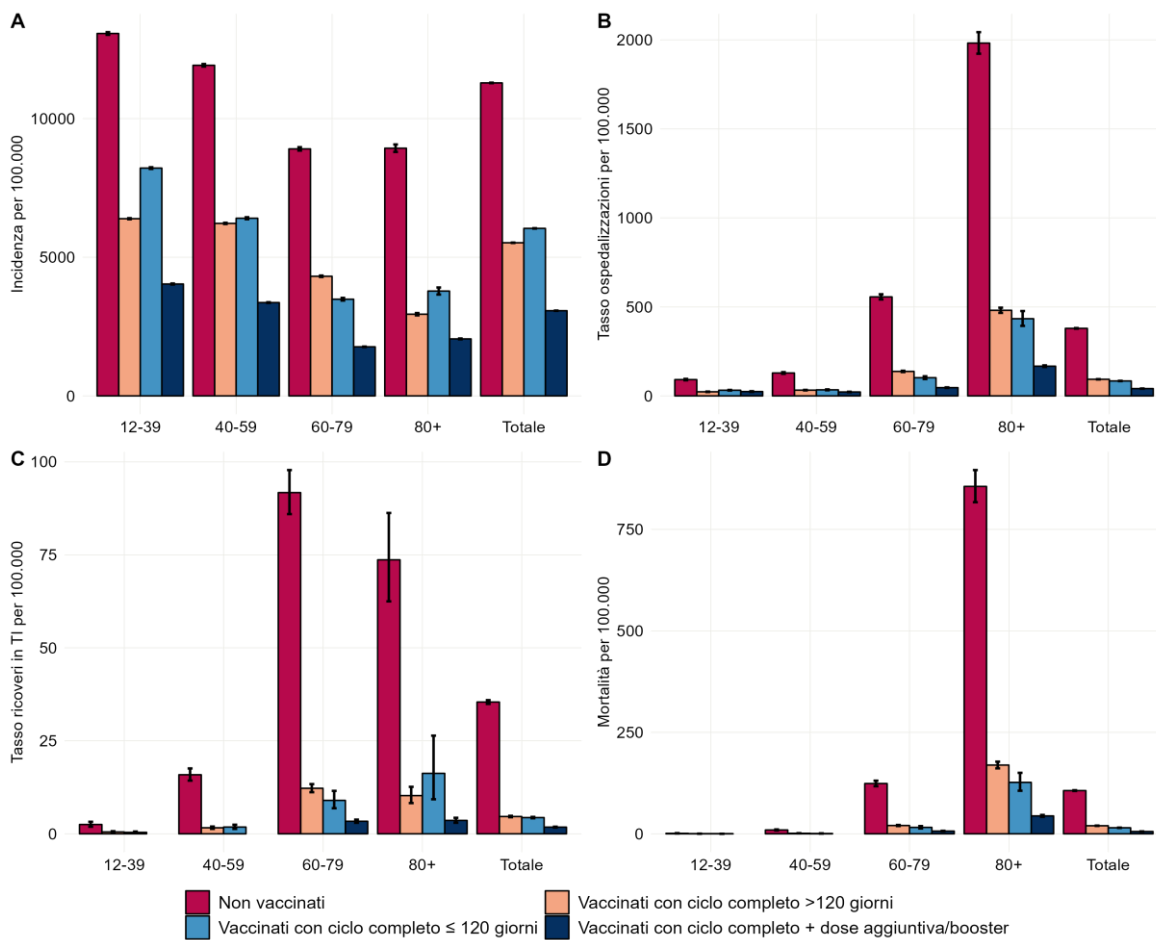 A
Incidenza per 100.000
10000
5000
0
12-39 40-59 60-79 80+ Totale
B
Tasso ospedalizzazioni per 100.000
2000
1500
1000
500
0
12-39 40-59 60-79 80+ Totale
C
Tasso ricoveri in TI per 100.000
100
75
50
25
0
12-39 40-59 60-79 80+ Totale
D
Mortalità per 100.000
750
500
250
0
12-39 40-59 60-79 80+ Totale
Non vaccinati
Vaccinati con ciclo completo >120 giorni
Vaccinati con ciclo completo ≤ 120 giorni
Vaccinati con ciclo completo + dose aggiuntiva/booster